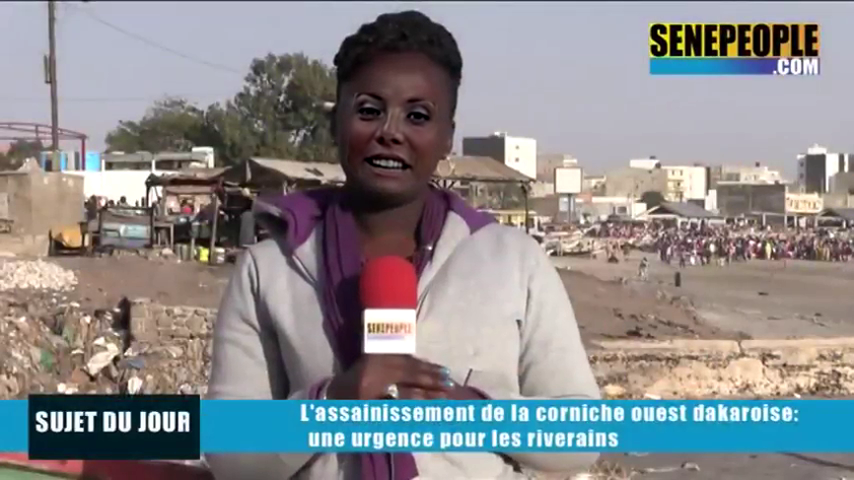 SENEPEOPLE
.COM
SENEPEOPLE
SUJET DU JOUR
L'assainissement de la corniche ouest dakaroise:
une urgence pour les riverains